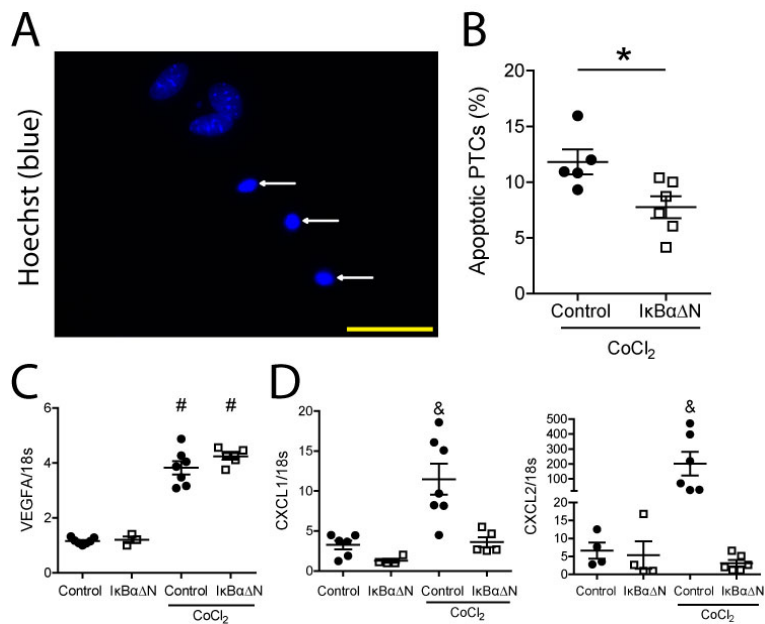 A
Hoechst (blue)
B
*
Apoptotic PTCs (%)
20
15
10
5
0
Control
IκBαΔN
CoCl2
C
VEGFA/18s
6
4
2
0
#
#
Control
IκBαΔN
Control
IκBαΔN
CoCl2
D
CXCL1/18s
20
15
10
5
0
&
Control
IκBαΔN
Control
IκBαΔN
CoCl2
CXCL2/18s
500
400
300
200
100
20
15
10
5
0
&
Control
IκBαΔN
Control
IκBαΔN
CoCl2